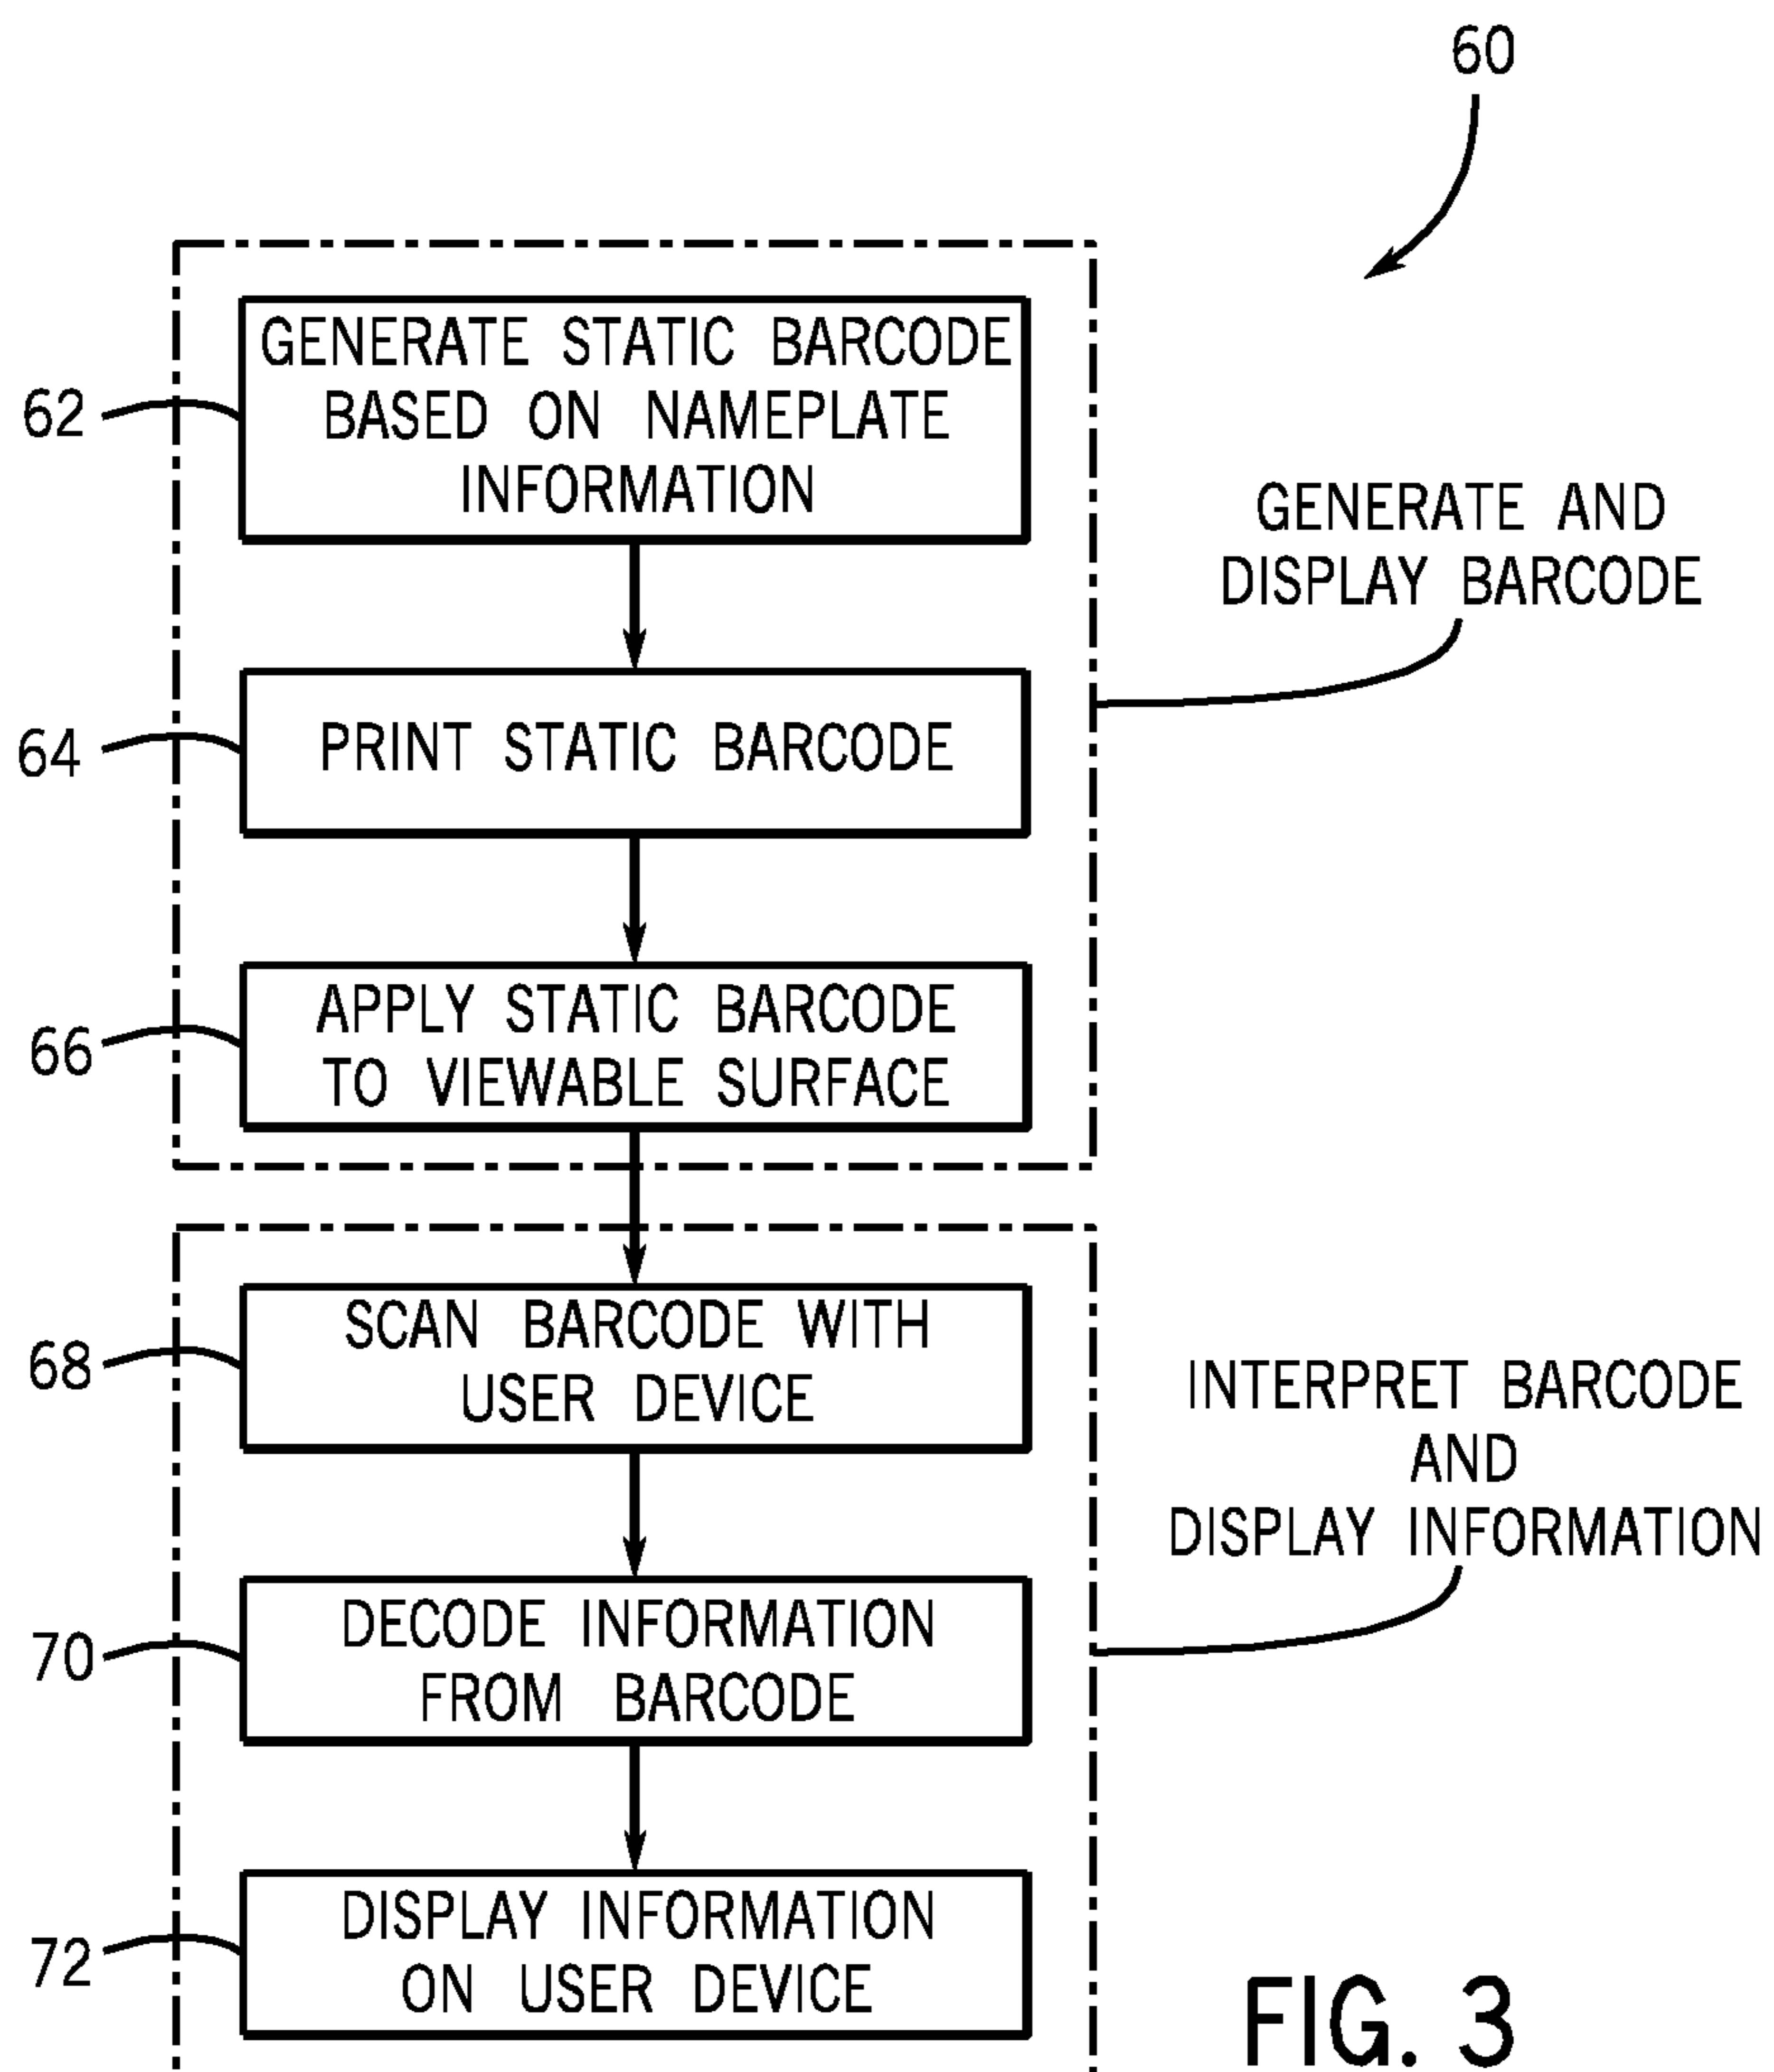 60
62
GENERATE STATIC BARCODE
BASED ON NAMEPLATE
INFORMATION
GENERATE AND
DISPLAY BARCODE
64
PRINT STATIC BARCODE
66
APPLY STATIC BARCODE
TO VIEWABLE SURFACE
68
SCAN BARCODE WITH
USER DEVICE
INTERPRET BARCODE
AND
DISPLAY INFORMATION
70
DECODE INFORMATION
FROM BARCODE
72
DISPLAY INFORMATION
ON USER DEVICE
FIG. 3